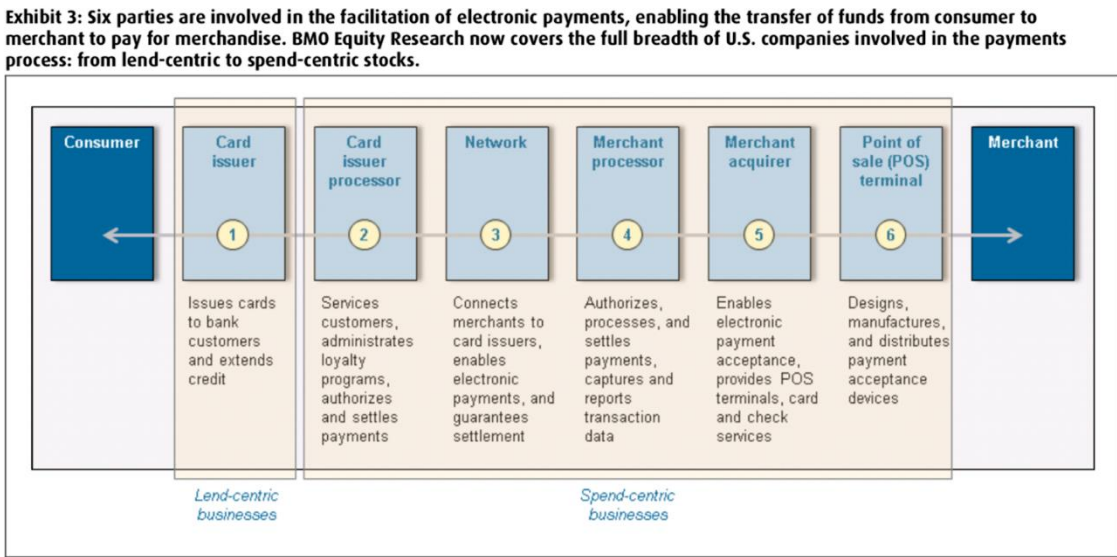 Exhibit 3: Six parties are involved in the facilitation of electronic payments, enabling the transfer of funds from consumer to
merchant to pay for merchandise. BMO Equity Research now covers the full breadth of U.S. companies involved in the payments
process: from lend-centric to spend-centric stocks.
Consumer
Card
issuer
1
Issues cards
to bank
customers
and extends
credit
Card
issuer
processor
2
Services
customers,
administrates
loyalty
programs,
authorizes
and settles
payments
Network
3
Connects
merchants to
card issuers,
enables
electronic
payments, and
guarantees
settlement
Merchant
processor
4
Authorizes,
processes, and
settles
payments,
captures and
reports
transaction
data
Merchant
acquirer
5
Enables
electronic
payment
acceptance,
provides POS
terminals, card
and check
services
Point of
sale (POS)
terminal
6
Designs,
manufactures,
and distributes
payment
acceptance
devices
Merchant
Lend-centric
businesses
Spend-centric
businesses